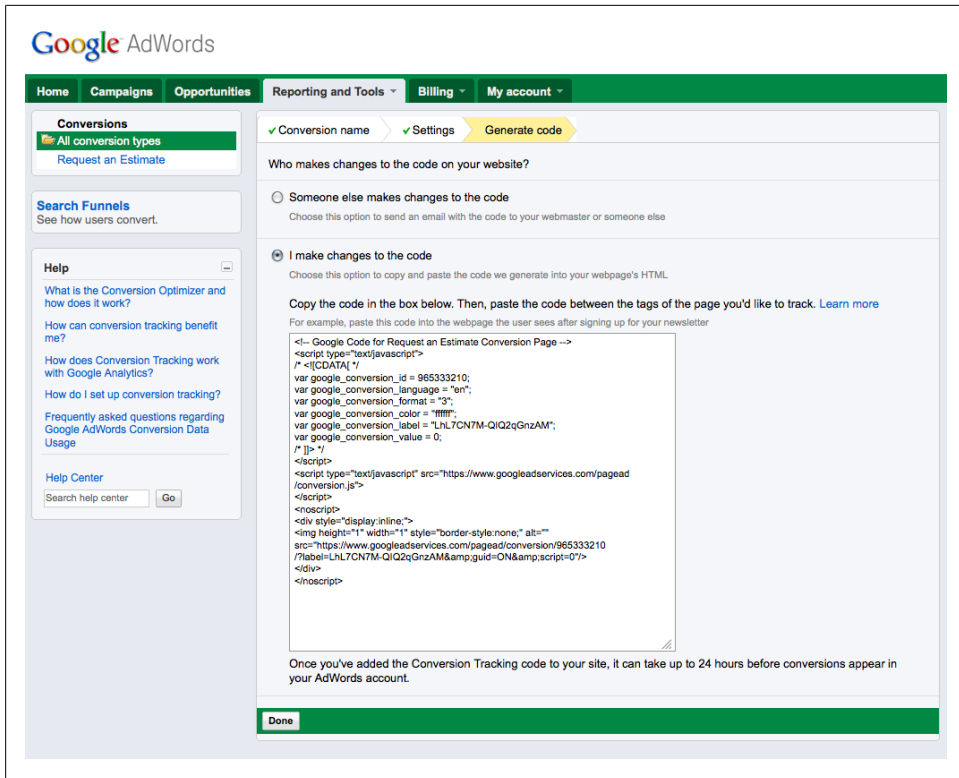 Google AdWords
Home Campaigns Opportunities Reporting and Tools Billing My account
Conversions
All conversion types
Request an Estimate
Search Funnels
See how users convert.
Help
What is the Conversion Optimizer and
how does it work?
How can conversion tracking benefit
me?
How does Conversion Tracking work
with Google Analytics?
How do I set up conversion tracking?
Frequently asked questions regarding
Google AdWords Conversion Data
Usage
Help Center
Search help center Go
Conversion name Settings Generate code
Who makes changes to the code on your website?
Someone else makes changes to the code
Choose this option to send an email with the code to your webmaster or someone else
I make changes to the code
Choose this option to copy and paste the code we generate into your webpage's HTML
Copy the code in the box below. Then, paste the code between the tags of the page you'd like to track. Learn more
For example, paste this code into the webpage the user sees after signing up for your newsletter
<!-- Google Code for Request an Estimate Conversion Page -->
<script type="text/javascript">
/* <![CDATA[ */
var google_conversion_id = 965333210;
var google_conversion_language = "en";
var google_conversion_format = "3";
var google_conversion_color = "ffffff";
var google_conversion_label = "LhL7CN7M-QIQ2qGnzAM";
var google_conversion_value = 0;
/* ]]> */
</script>
<script type="text/javascript" src="https://www.googleadservices.com/pagead
/conversion.js">
</script>
<noscript>
<div style="display:inline;">
<img height="1" width="1" style="border-style:none;" alt=""
src="https://www.googleadservices.com/pagead/conversion/965333210
/?label=LhL7CN7M-QIQ2qGnzAM&amp;guid=ON&amp;script=0"/>
</div>
</noscript>
Once you've added the Conversion Tracking code to your site, it can take up to 24 hours before conversions appear in
your AdWords account.
Done